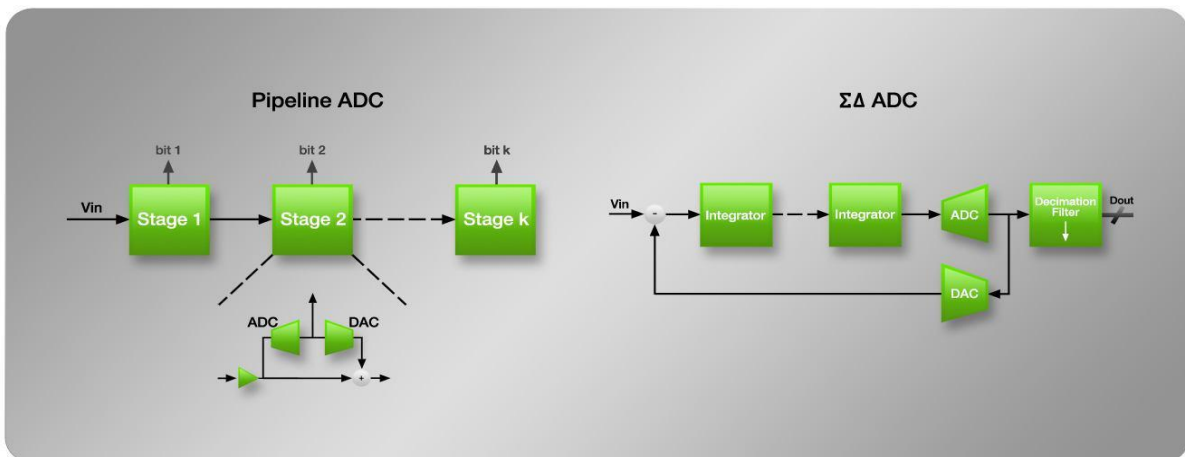 Pipeline ADC
bit 1
bit 2
bit k
Vin
Stage 1
Stage 2
Stage k
ADC
DAC
+
ΣΔ ADC
Vin
-
Integrator
Integrator
ADC
Decimation
Filter
Dout
DAC